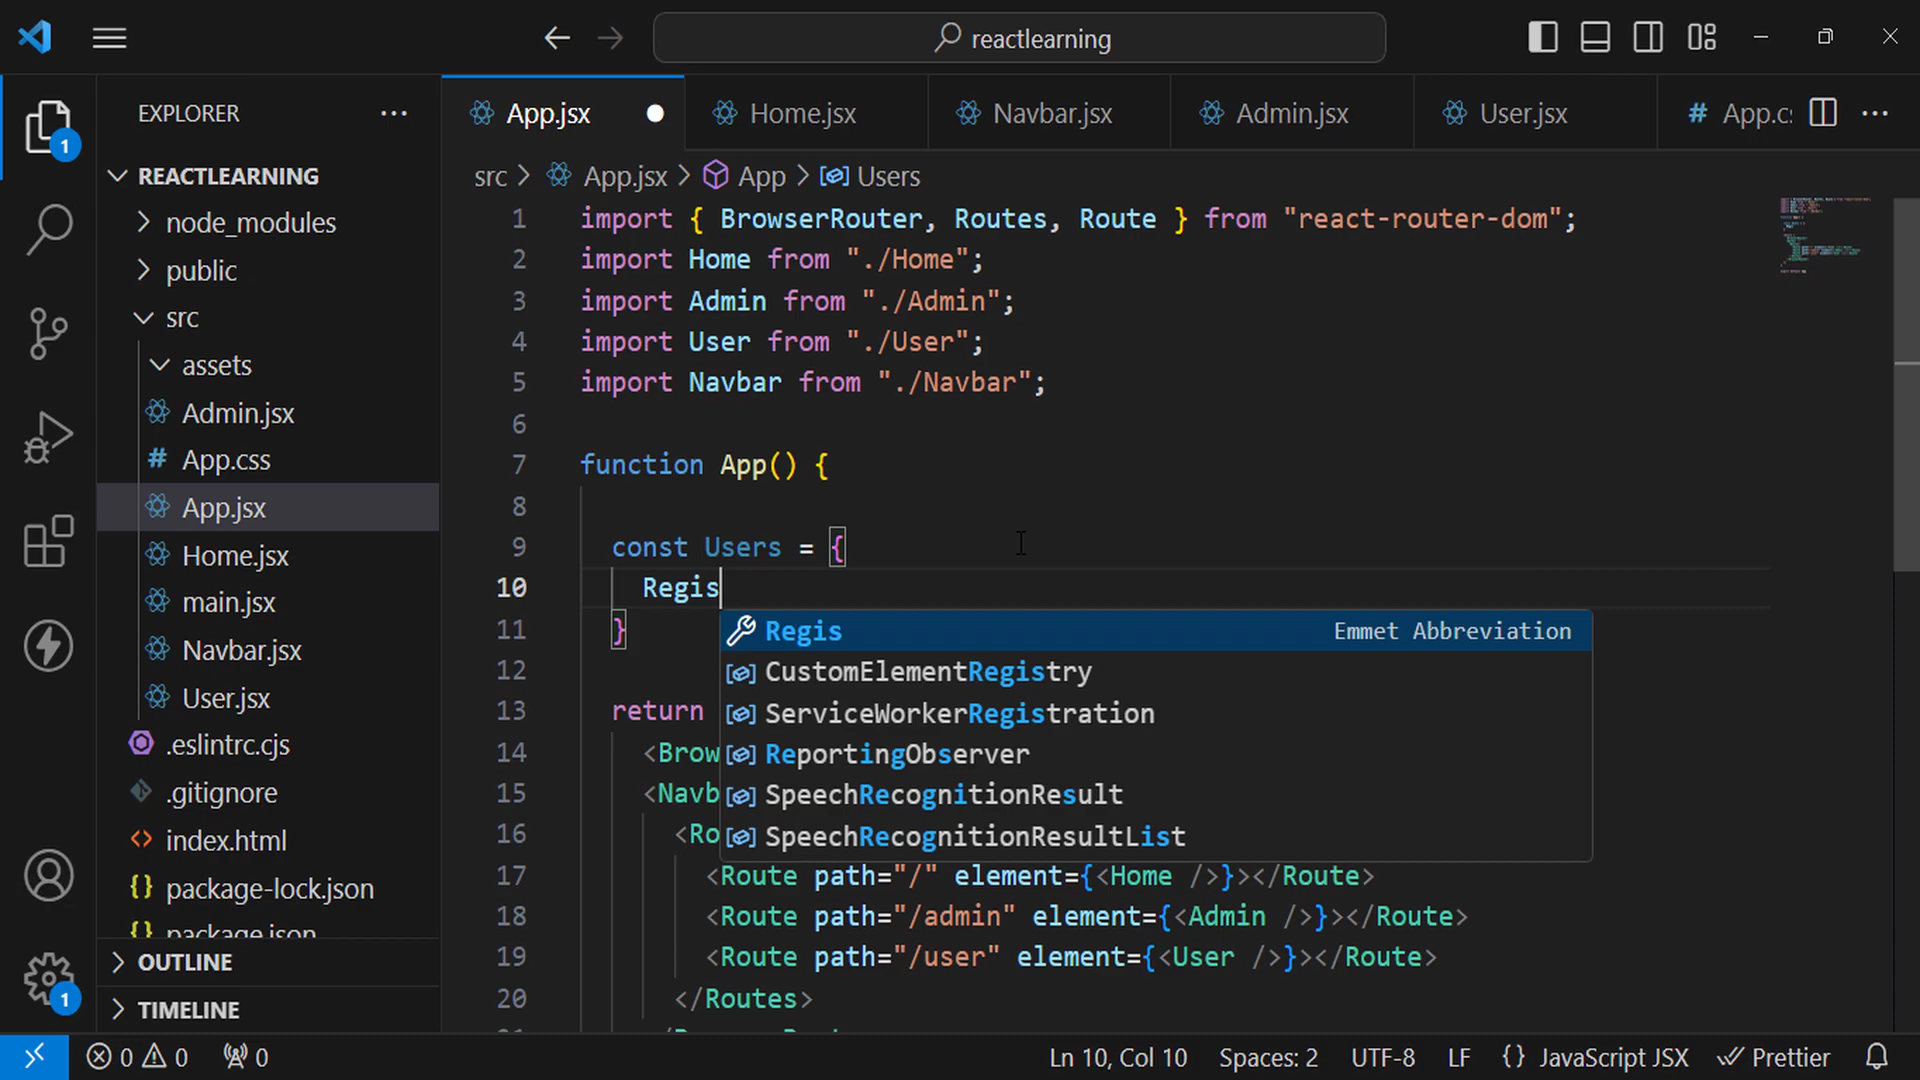 reactlearning
EXPLORER
App.jsx
Home.jsx
Navbar.jsx
Admin.jsx
User.jsx
# App.c
1
REACTLEARNING
node_modules
public
src
assets
Admin.jsx
# App.css
App.jsx
Home.jsx
main.jsx
Navbar.jsx
User.jsx
.eslintrc.cjs
.gitignore
<> index.html
{} package-lock.json
{} package.json
OUTLINE
TIMELINE
1
src > App.jsx > App > Users
1 import { BrowserRouter, Routes, Route } from "react-router-dom";
2 import Home from "./Home";
3 import Admin from "./Admin";
4 import User from "./User";
5 import Navbar from "./Navbar";
6
7 function App() {
8
9 const Users = {
10 Regis
11 }
12
13 return
14 <Brow
15 <Navb
16 <Ro
17 <Route path="/" element={<Home />}></Route>
18 <Route path="/admin" element={<Admin />}></Route>
19 <Route path="/user" element={<User />}></Route>
20 </Routes>
Regis Emmet Abbreviation
CustomElementRegistry
ServiceWorkerRegistration
ReportingObserver
SpeechRecognitionResult
SpeechRecognitionResultList
0 0 0 Ln 10, Col 10 Spaces: 2 UTF-8 LF {} JavaScript JSX Prettier